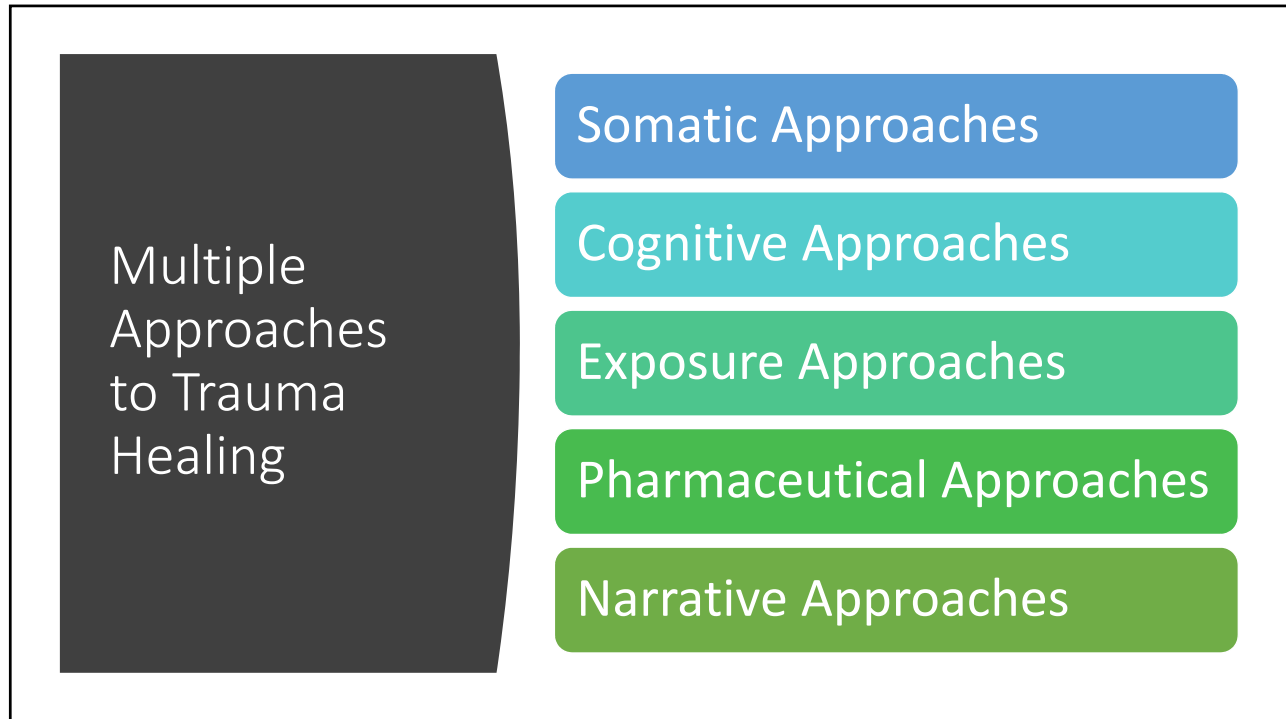 Multiple
Approaches
to Trauma
Healing
Somatic Approaches
Cognitive Approaches
Exposure Approaches
Pharmaceutical Approaches
Narrative Approaches